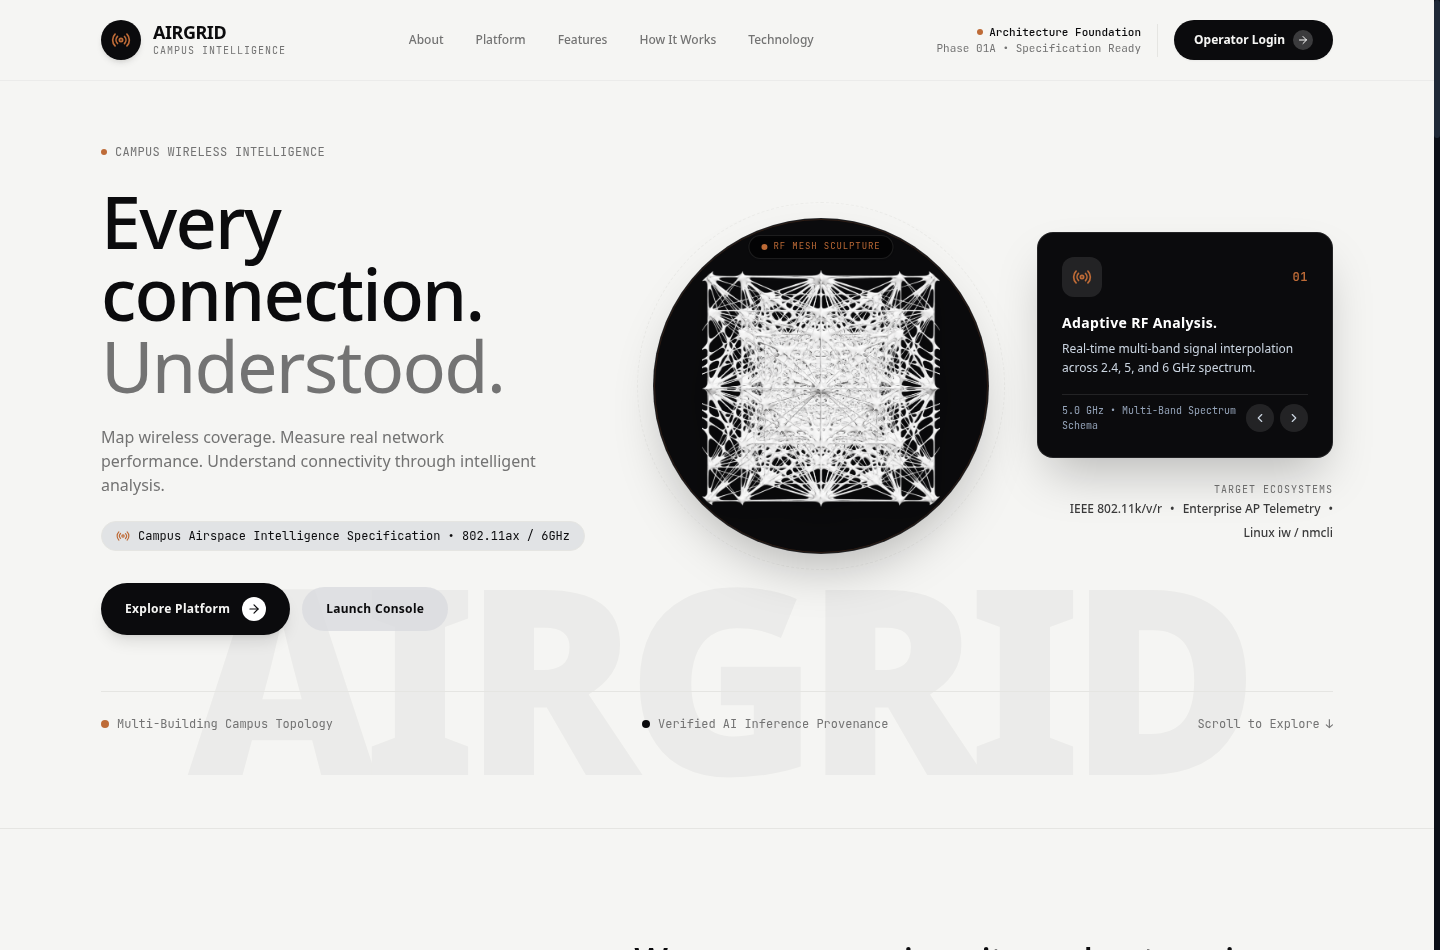 AIRGRID
CAMPUS INTELLIGENCE
About
Platform
Features
How It Works
Technology
Architecture Foundation
Phase 01A • Specification Ready
Operator Login
CAMPUS WIRELESS INTELLIGENCE
Every
connection.
Understood.
Map wireless coverage. Measure real network
performance. Understand connectivity through intelligent
analysis.
Campus Airspace Intelligence Specification • 802.11ax / 6GHz
Explore Platform
Launch Console
RF MESH SCULPTURE
01
Adaptive RF Analysis.
Real-time multi-band signal interpolation
across 2.4, 5, and 6 GHz spectrum.
5.0 GHz • Multi-Band Spectrum
Schema
TARGET ECOSYSTEMS
IEEE 802.11k/v/r • Enterprise AP Telemetry •
Linux iw / nmcli
AIRGRID
Multi-Building Campus Topology
Verified AI Inference Provenance
Scroll to Explore ↓